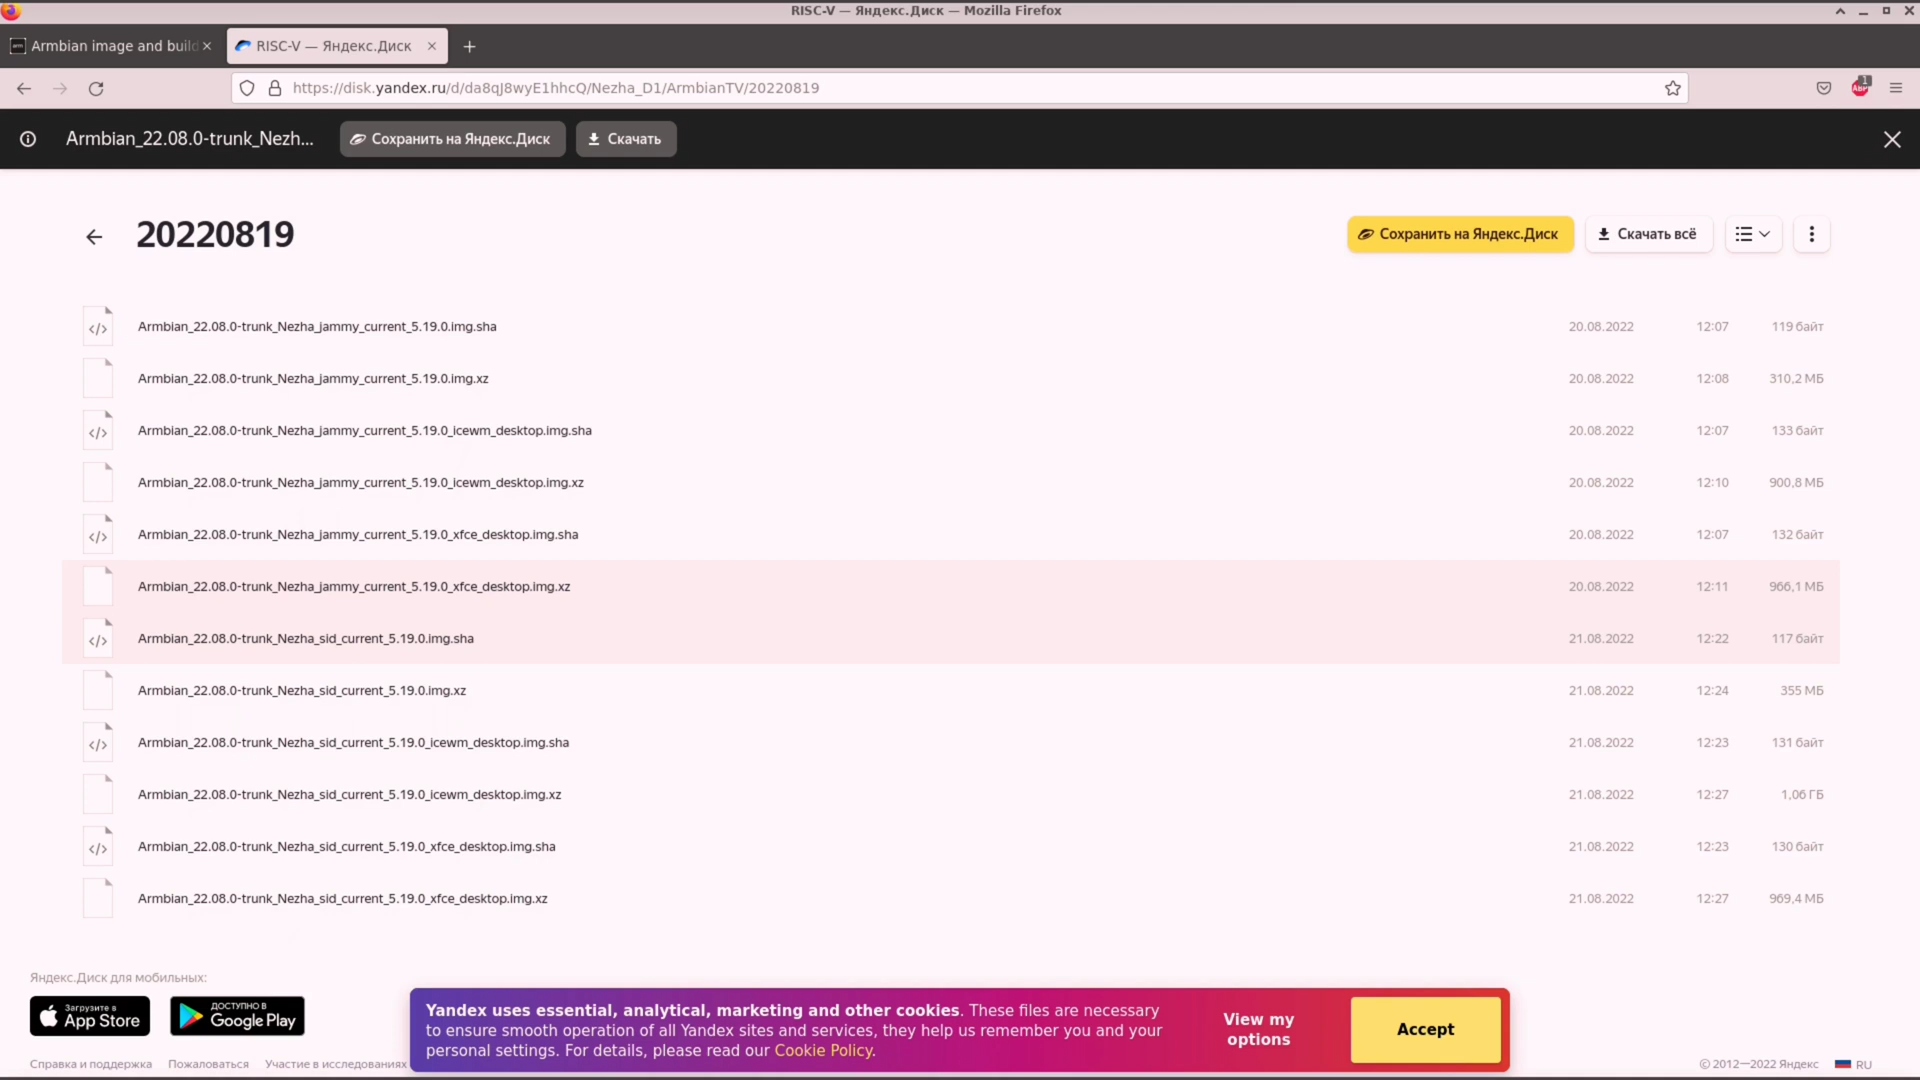 RISC-V — Яндекс.Диск — Mozilla Firefox
Armbian image and build
RISC-V — Яндекс.Диск
https://disk.yandex.ru/d/da8qJ8wyE1hhcQ/Nezha_D1/ArmbianTV/20220819
1
ABP
Armbian_22.08.0-trunk_Nezh...
Сохранить на Яндекс.Диск
Скачать
20220819
Сохранить на Яндекс.Диск
Скачать всё
Armbian_22.08.0-trunk_Nezha_jammy_current_5.19.0.img.sha 20.08.2022 12:07 119 байт
Armbian_22.08.0-trunk_Nezha_jammy_current_5.19.0.img.xz 20.08.2022 12:08 310,2 МБ
Armbian_22.08.0-trunk_Nezha_jammy_current_5.19.0_icewm_desktop.img.sha 20.08.2022 12:07 133 байт
Armbian_22.08.0-trunk_Nezha_jammy_current_5.19.0_icewm_desktop.img.xz 20.08.2022 12:10 900,8 МБ
Armbian_22.08.0-trunk_Nezha_jammy_current_5.19.0_xfce_desktop.img.sha 20.08.2022 12:07 132 байт
Armbian_22.08.0-trunk_Nezha_jammy_current_5.19.0_xfce_desktop.img.xz 20.08.2022 12:11 966,1 МБ
Armbian_22.08.0-trunk_Nezha_sid_current_5.19.0.img.sha 21.08.2022 12:22 117 байт
Armbian_22.08.0-trunk_Nezha_sid_current_5.19.0.img.xz 21.08.2022 12:24 355 МБ
Armbian_22.08.0-trunk_Nezha_sid_current_5.19.0_icewm_desktop.img.sha 21.08.2022 12:23 131 байт
Armbian_22.08.0-trunk_Nezha_sid_current_5.19.0_icewm_desktop.img.xz 21.08.2022 12:27 1,06 ГБ
Armbian_22.08.0-trunk_Nezha_sid_current_5.19.0_xfce_desktop.img.sha 21.08.2022 12:23 130 байт
Armbian_22.08.0-trunk_Nezha_sid_current_5.19.0_xfce_desktop.img.xz 21.08.2022 12:27 969,4 МБ
Яндекс.Диск для мобильных:
Загрузите в
App Store
ДОСТУПНО В
Google Play
Yandex uses essential, analytical, marketing and other cookies. These files are necessary
to ensure smooth operation of all Yandex sites and services, they help us remember you and your
personal settings. For details, please read our Cookie Policy.
View my
options
Accept
Справка и поддержка Пожаловаться Участие в исследованиях
© 2012—2022 Яндекс RU